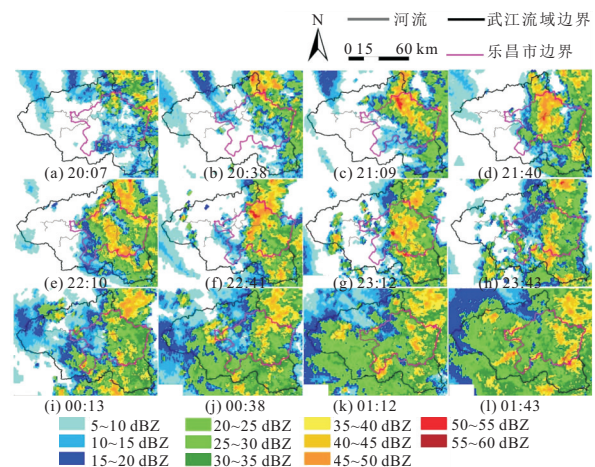 N 河流 武江流域边界
0 15 60 km 乐昌市边界
(a) 20:07 (b) 20:38 (c) 21:09 (d) 21:40
(e) 22:10 (f) 22:41 (g) 23:12 (h) 23:43
(i) 00:13 (j) 00:38 (k) 01:12 (l) 01:43
5~10 dBZ 20~25 dBZ 35~40 dBZ 50~55 dBZ
10~15 dBZ 25~30 dBZ 40~45 dBZ 55~60 dBZ
15~20 dBZ 30~35 dBZ 45~50 dBZ